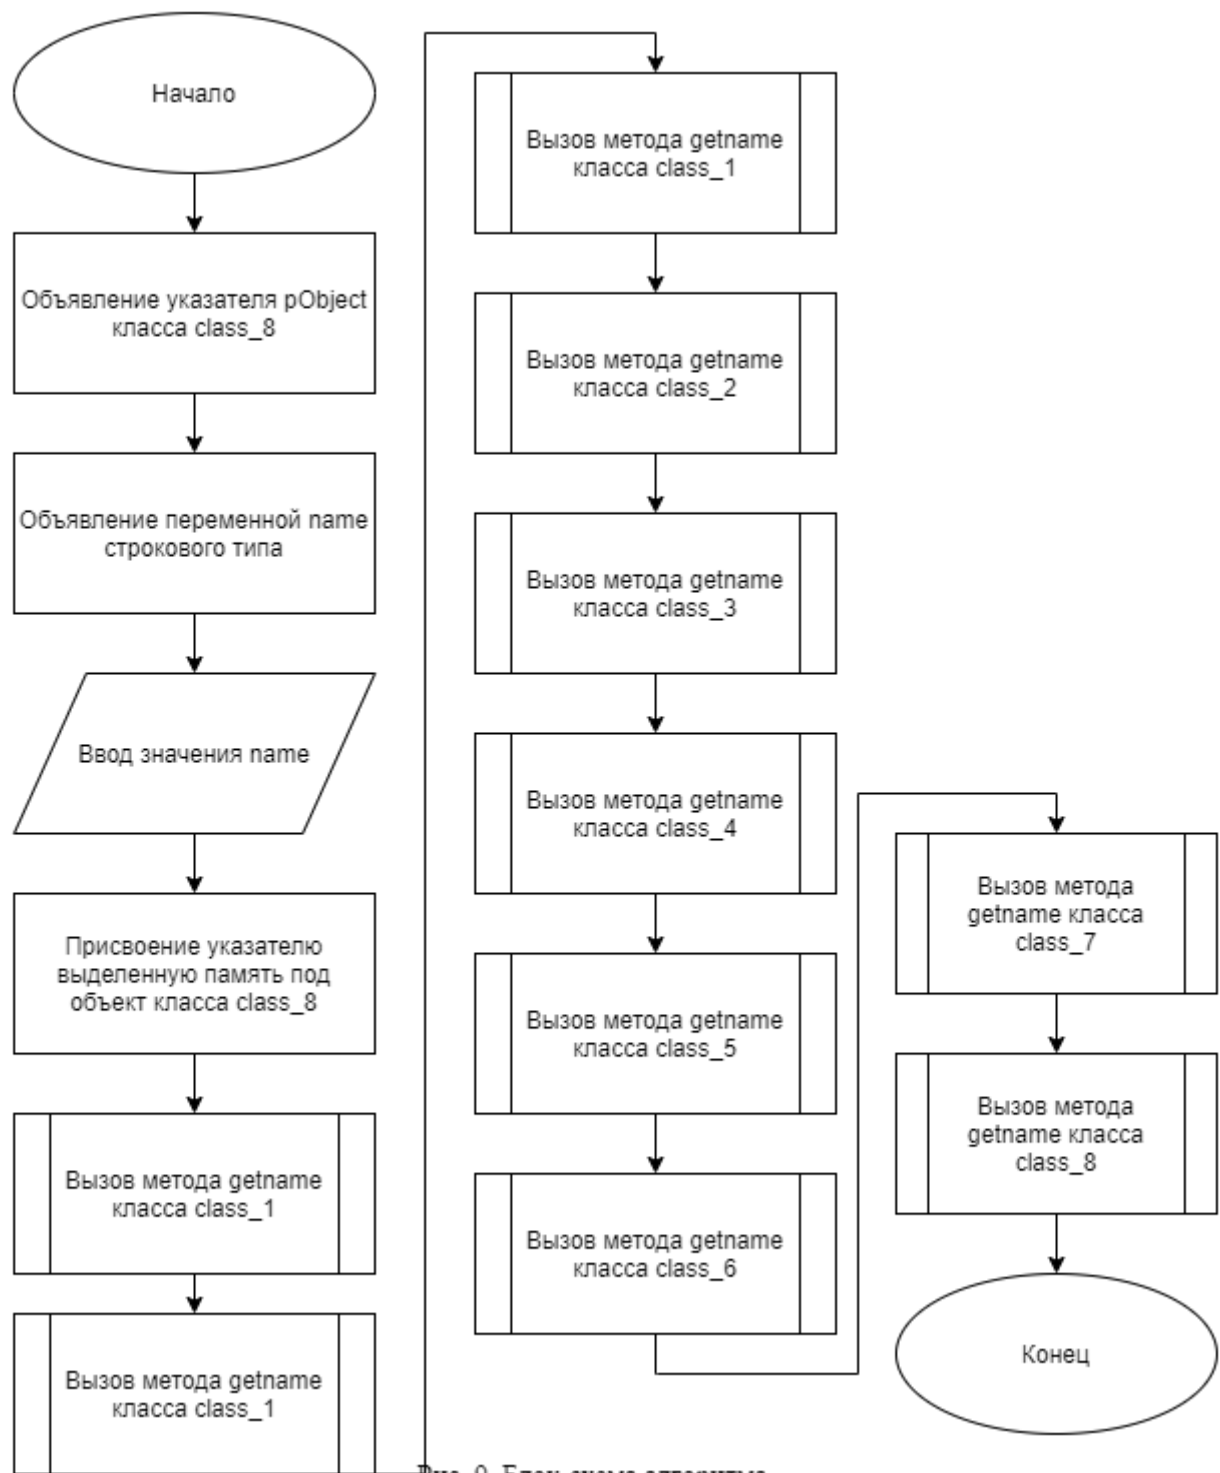 Начало
Объявление указателя pObject
класса class_8
Объявление переменной name
строкового типа
Ввод значения name
Присвоение указателю
выделенную память под
объект класса class_8
Вызов метода getname
класса class_1
Вызов метода getname
класса class_1
Вызов метода getname
класса class_1
Вызов метода getname
класса class_2
Вызов метода getname
класса class_3
Вызов метода getname
класса class_4
Вызов метода getname
класса class_5
Вызов метода getname
класса class_6
Вызов метода
getname класса
class_7
Вызов метода
getname класса
class_8
Конец